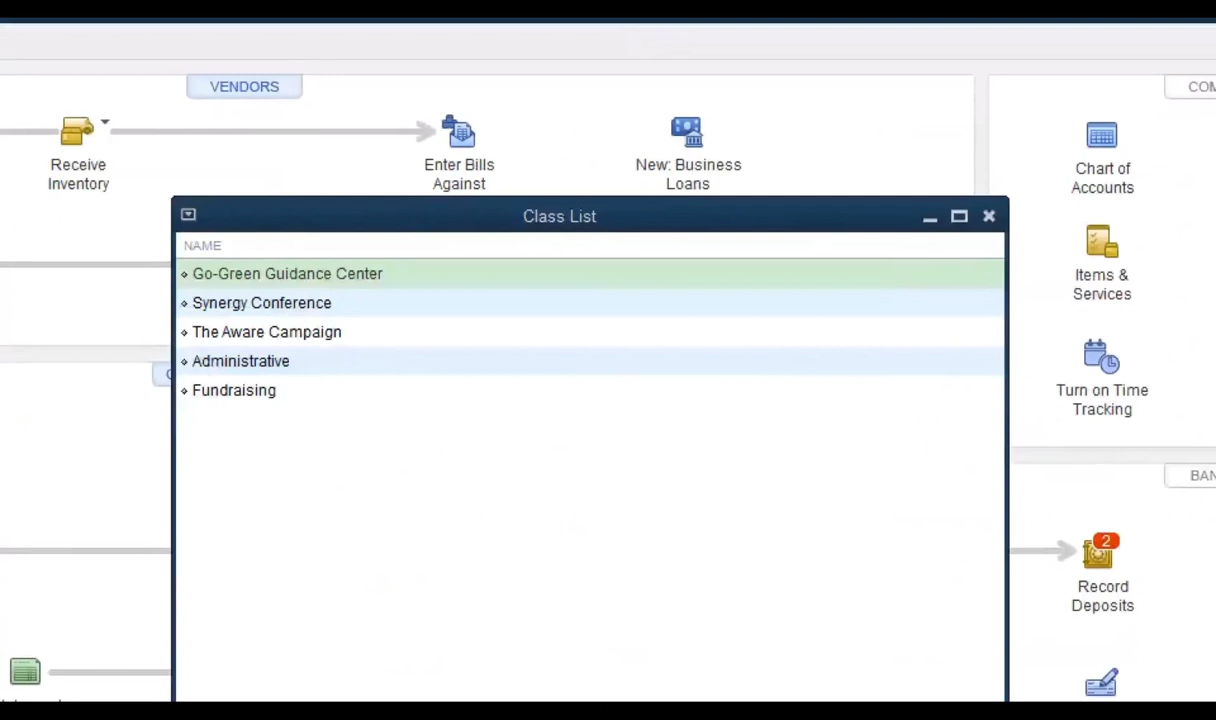 VENDORS
COM
Receive
Inventory
Enter Bills
Against
New: Business
Loans
Chart of
Accounts
Class List
NAME
Go-Green Guidance Center
Synergy Conference
The Aware Campaign
Administrative
Fundraising
Items &
Services
Turn on Time
Tracking
BAN
2
Record
Deposits